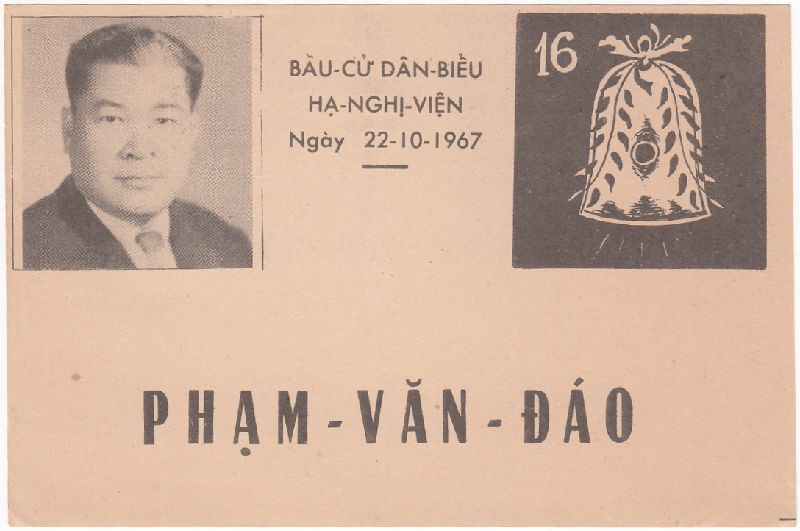 BẦU-CỬ DÂN-BIỂU
HẠ-NGHỊ-VIỆN
Ngày 22-10-1967
16
PHẠM - VĂN - ĐÁO